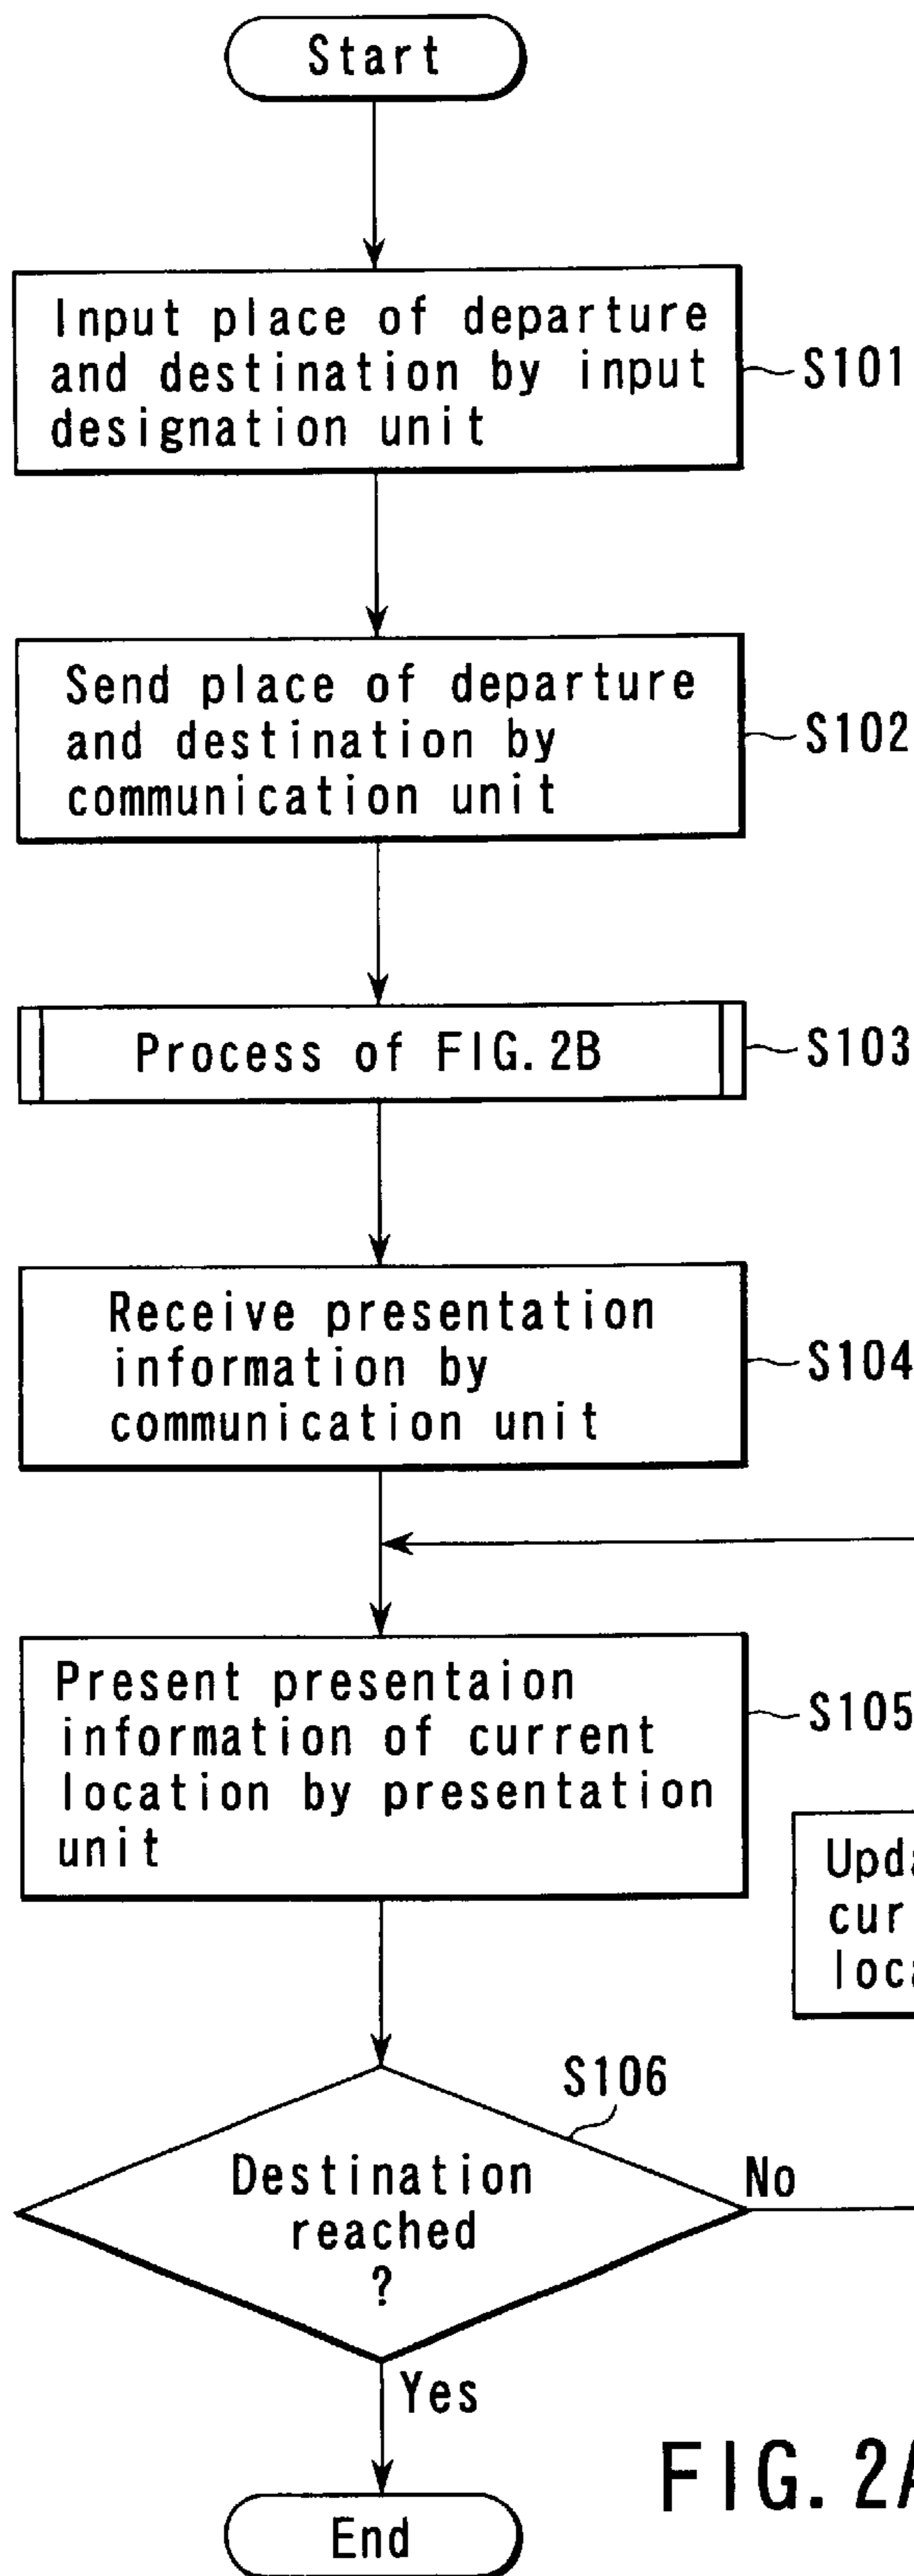 Start
Input place of departure
and destination by input
designation unit
S101
Send place of departure
and destination by
communication unit
S102
Process of FIG. 2B
S103
Receive presentation
information by
communication unit
S104
Present presentaion
information of current
location by presentation
unit
S105
S106
Destination
reached
?
No
Yes
End
FIG. 2A